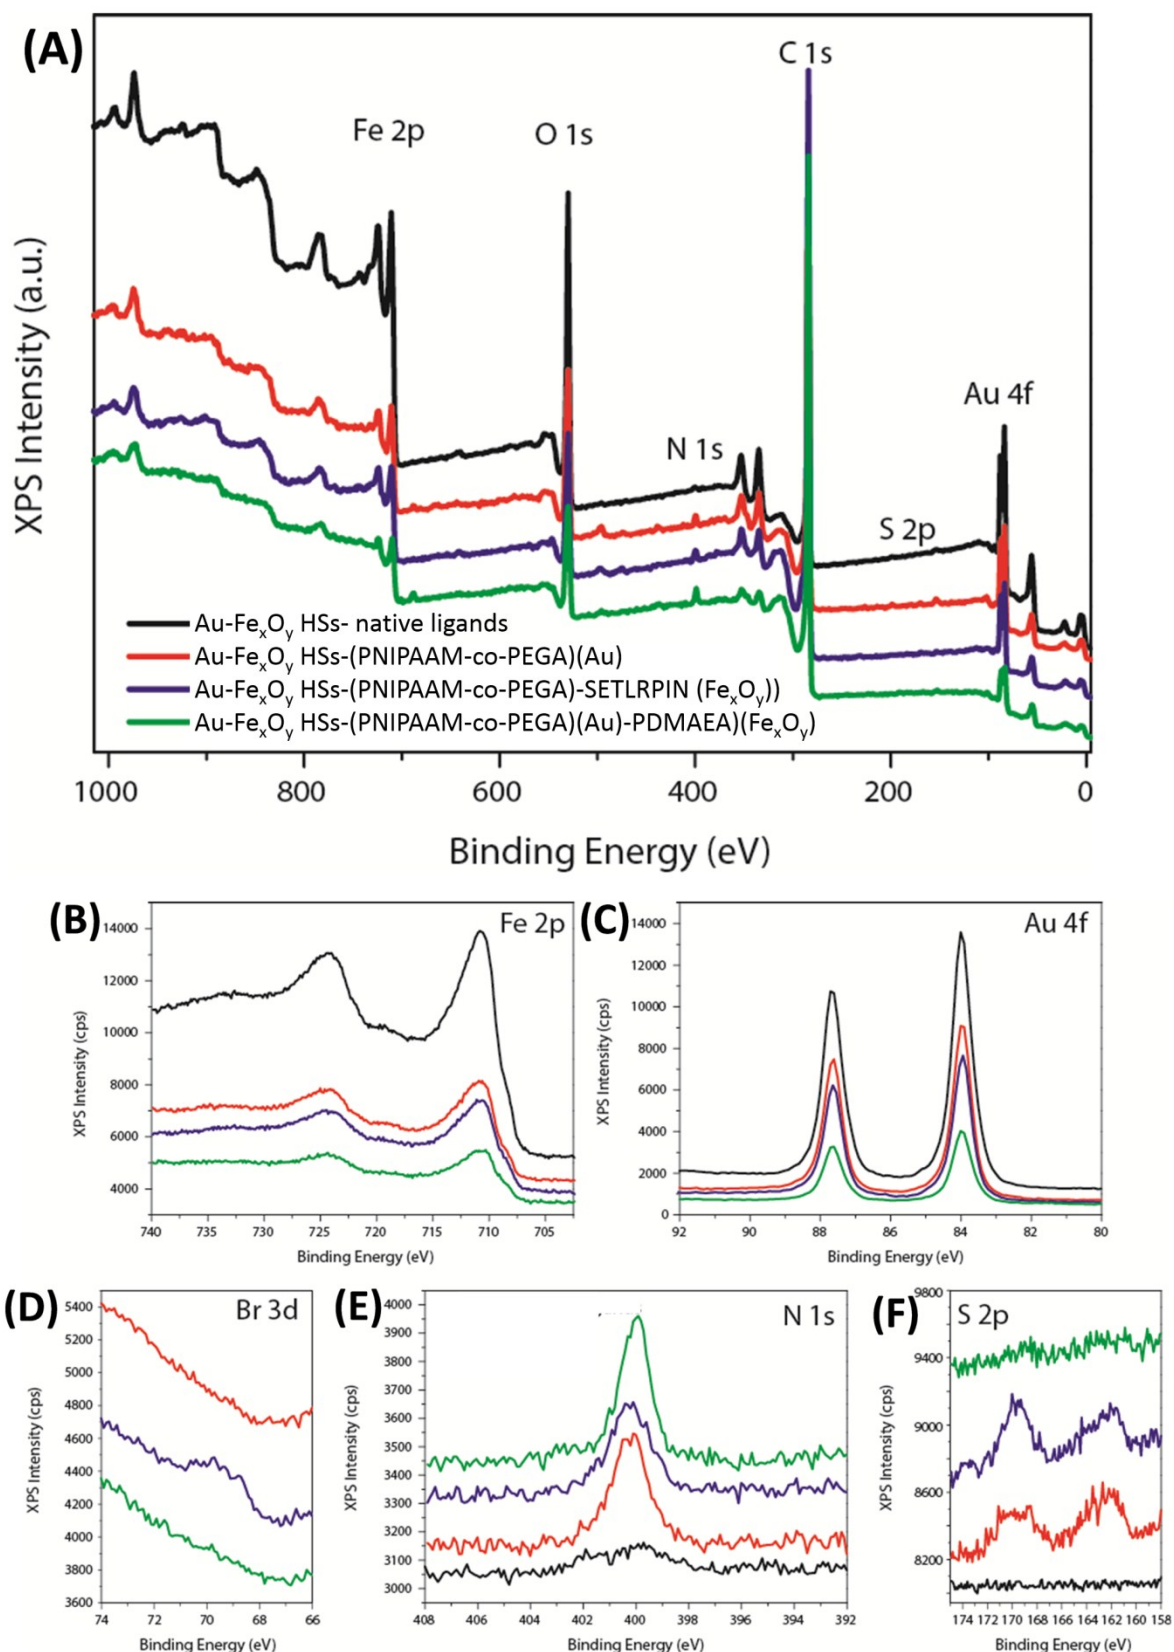 (A)
C 1s
Fe 2p
O 1s
Au 4f
N 1s
S 2p
XPS Intensity (a.u.)
Au-FexOy HSs- native ligands
Au-FexOy HSs-(PNIPAAM-co-PEGA)(Au)
Au-FexOy HSs-(PNIPAAM-co-PEGA)-SETLRPIN (FexOy))
Au-FexOy HSs-(PNIPAAM-co-PEGA)(Au)-PDMAEA)(FexOy)
1000 800 600 400 200 0
Binding Energy (eV)
(B)
Fe 2p
14000
12000
10000
8000
6000
4000
XPS Intensity (cps)
740 735 730 725 720 715 710 705
Binding Energy (eV)
(C)
Au 4f
14000
12000
10000
8000
6000
4000
2000
0
XPS Intensity (cps)
92 90 88 86 84 82 80
Binding Energy (eV)
(D)
Br 3d
5400
5200
5000
4800
4600
4400
4200
4000
3800
3600
XPS Intensity (cps)
74 72 70 68 66
Binding Energy (eV)
(E)
N 1s
4000
3900
3800
3700
3600
3500
3400
3300
3200
3100
3000
XPS Intensity (cps)
408 406 404 402 400 398 396 394 392
Binding Energy (eV)
(F)
S 2p
9800
9400
9000
8600
8200
XPS Intensity (cps)
174 172 170 168 166 164 162 160 158
Binding Energy (eV)